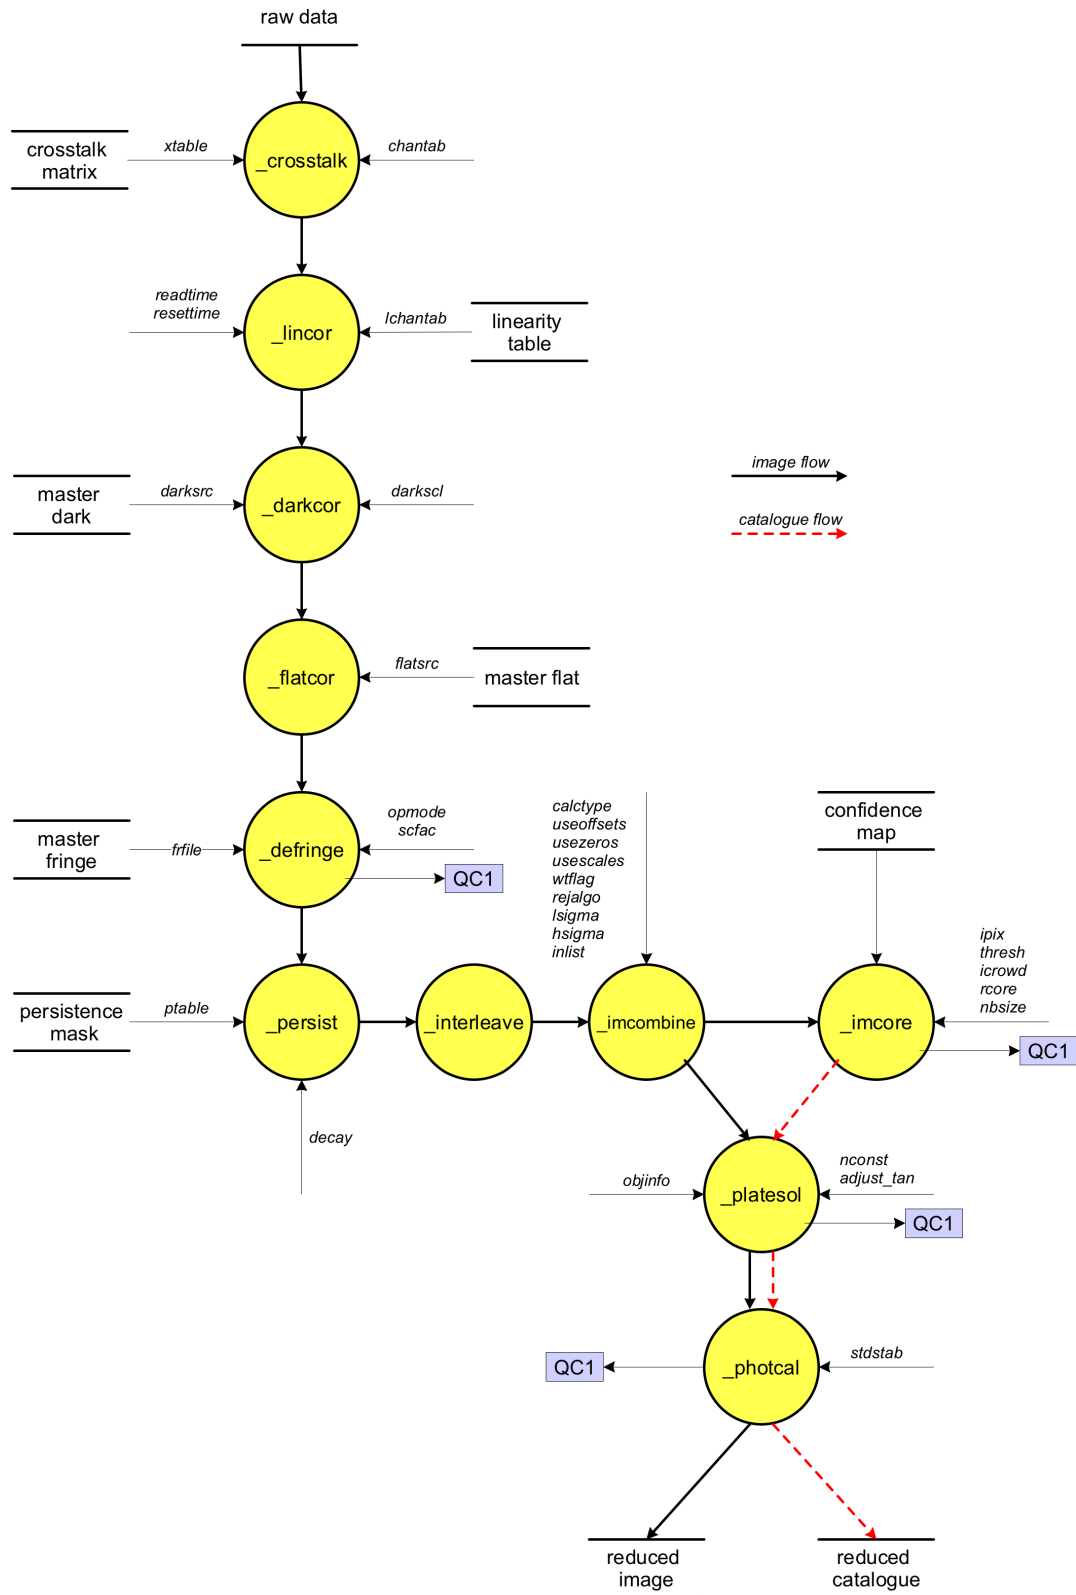 raw data
crosstalk
matrix
xtable
_crosstalk
chantab
readtime
resettime
_lincor
lchantab
linearity
table
master
dark
darksrc
_darkcor
darkscl
image flow
catalogue flow
_flatcor
flatsrc
master flat
master
fringe
frfile
_defringe
opmode
scfac
QC1
calctype
useoffsets
usezeros
usescales
wtflag
rejalgo
lsigma
hsigma
inlist
confidence
map
persistence
mask
ptable
_persist
_interleave
_imcombine
_imcore
ipix
thresh
icrowd
rcore
nbsize
QC1
decay
objinfo
_platesol
nconst
adjust_tan
QC1
QC1
_photcal
stdstab
reduced
image
reduced
catalogue